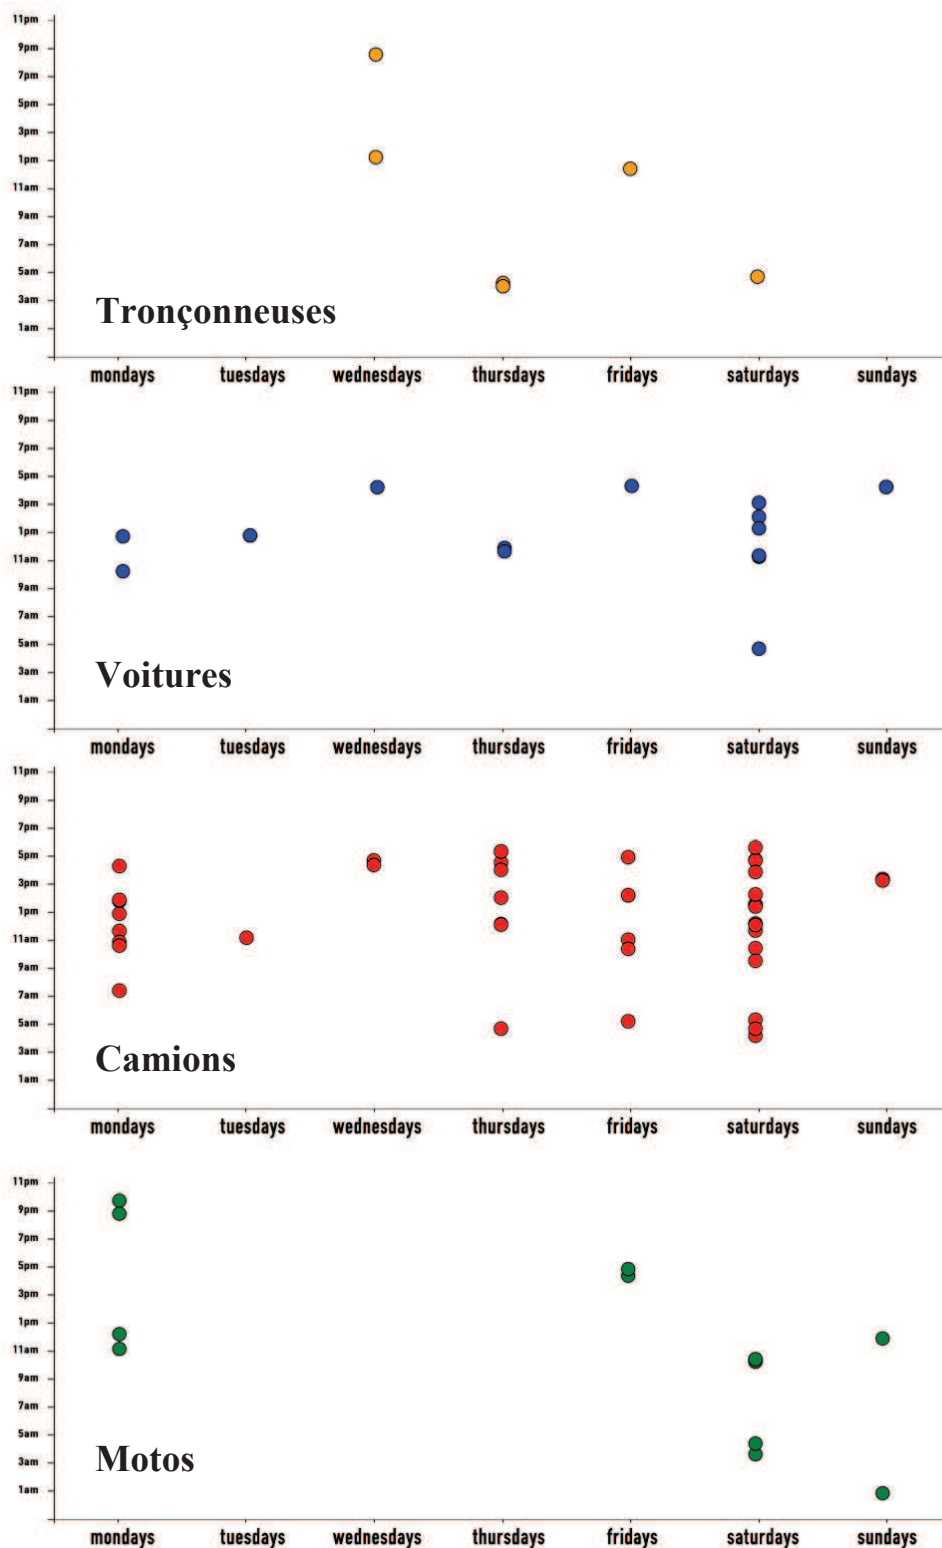 11pm
9pm
7pm
5pm
3pm
1pm
11am
9am
7am
5am
3am
1am
Tronçonneuses
mondays tuesdays wednesdays thursdays fridays saturdays sundays
11pm
9pm
7pm
5pm
3pm
1pm
11am
9am
7am
5am
3am
1am
Voitures
mondays tuesdays wednesdays thursdays fridays saturdays sundays
11pm
9pm
7pm
5pm
3pm
1pm
11am
9am
7am
5am
3am
1am
Camions
mondays tuesdays wednesdays thursdays fridays saturdays sundays
11pm
9pm
7pm
5pm
3pm
1pm
11am
9am
7am
5am
3am
1am
Motos
mondays tuesdays wednesdays thursdays fridays saturdays sundays